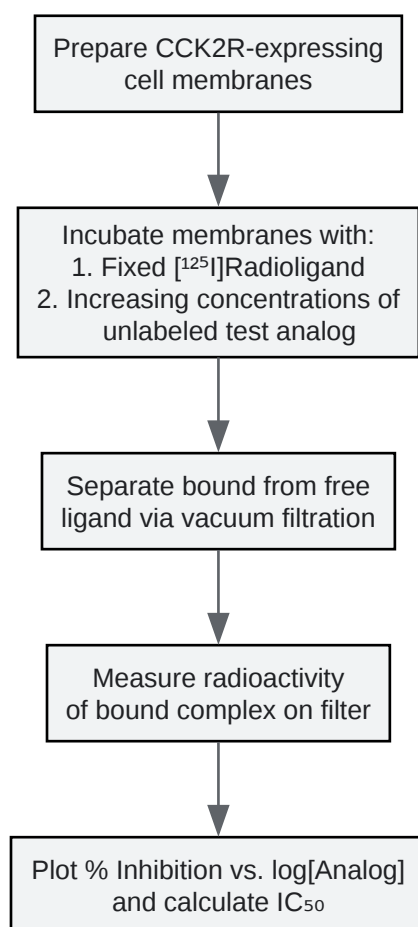 Prepare CCK2R-expressing
cell membranes
Incubate membranes with:
1. Fixed [¹²⁵I]Radioligand
2. Increasing concentrations of
unlabeled test analog
Separate bound from free
ligand via vacuum filtration
Measure radioactivity
of bound complex on filter
Plot % Inhibition vs. log[Analog]
and calculate IC₅₀